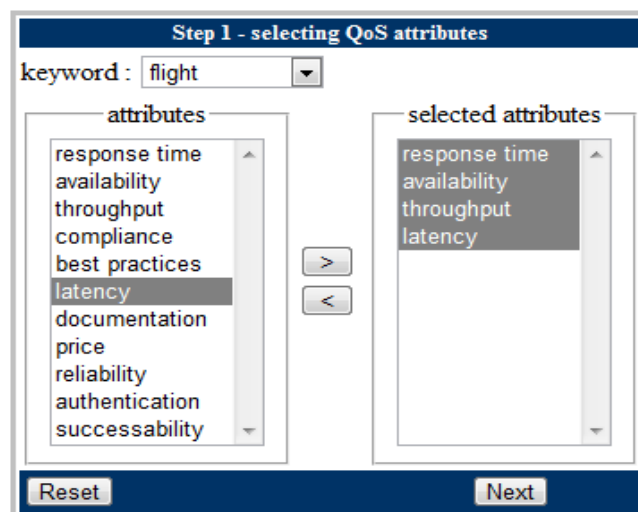 Step 1 - selecting QoS attributes
keyword : flight
attributes
response time
availability
throughput
compliance
best practices
latency
documentation
price
reliability
authentication
successability
>
<
selected attributes
response time
availability
throughput
latency
Reset
Next